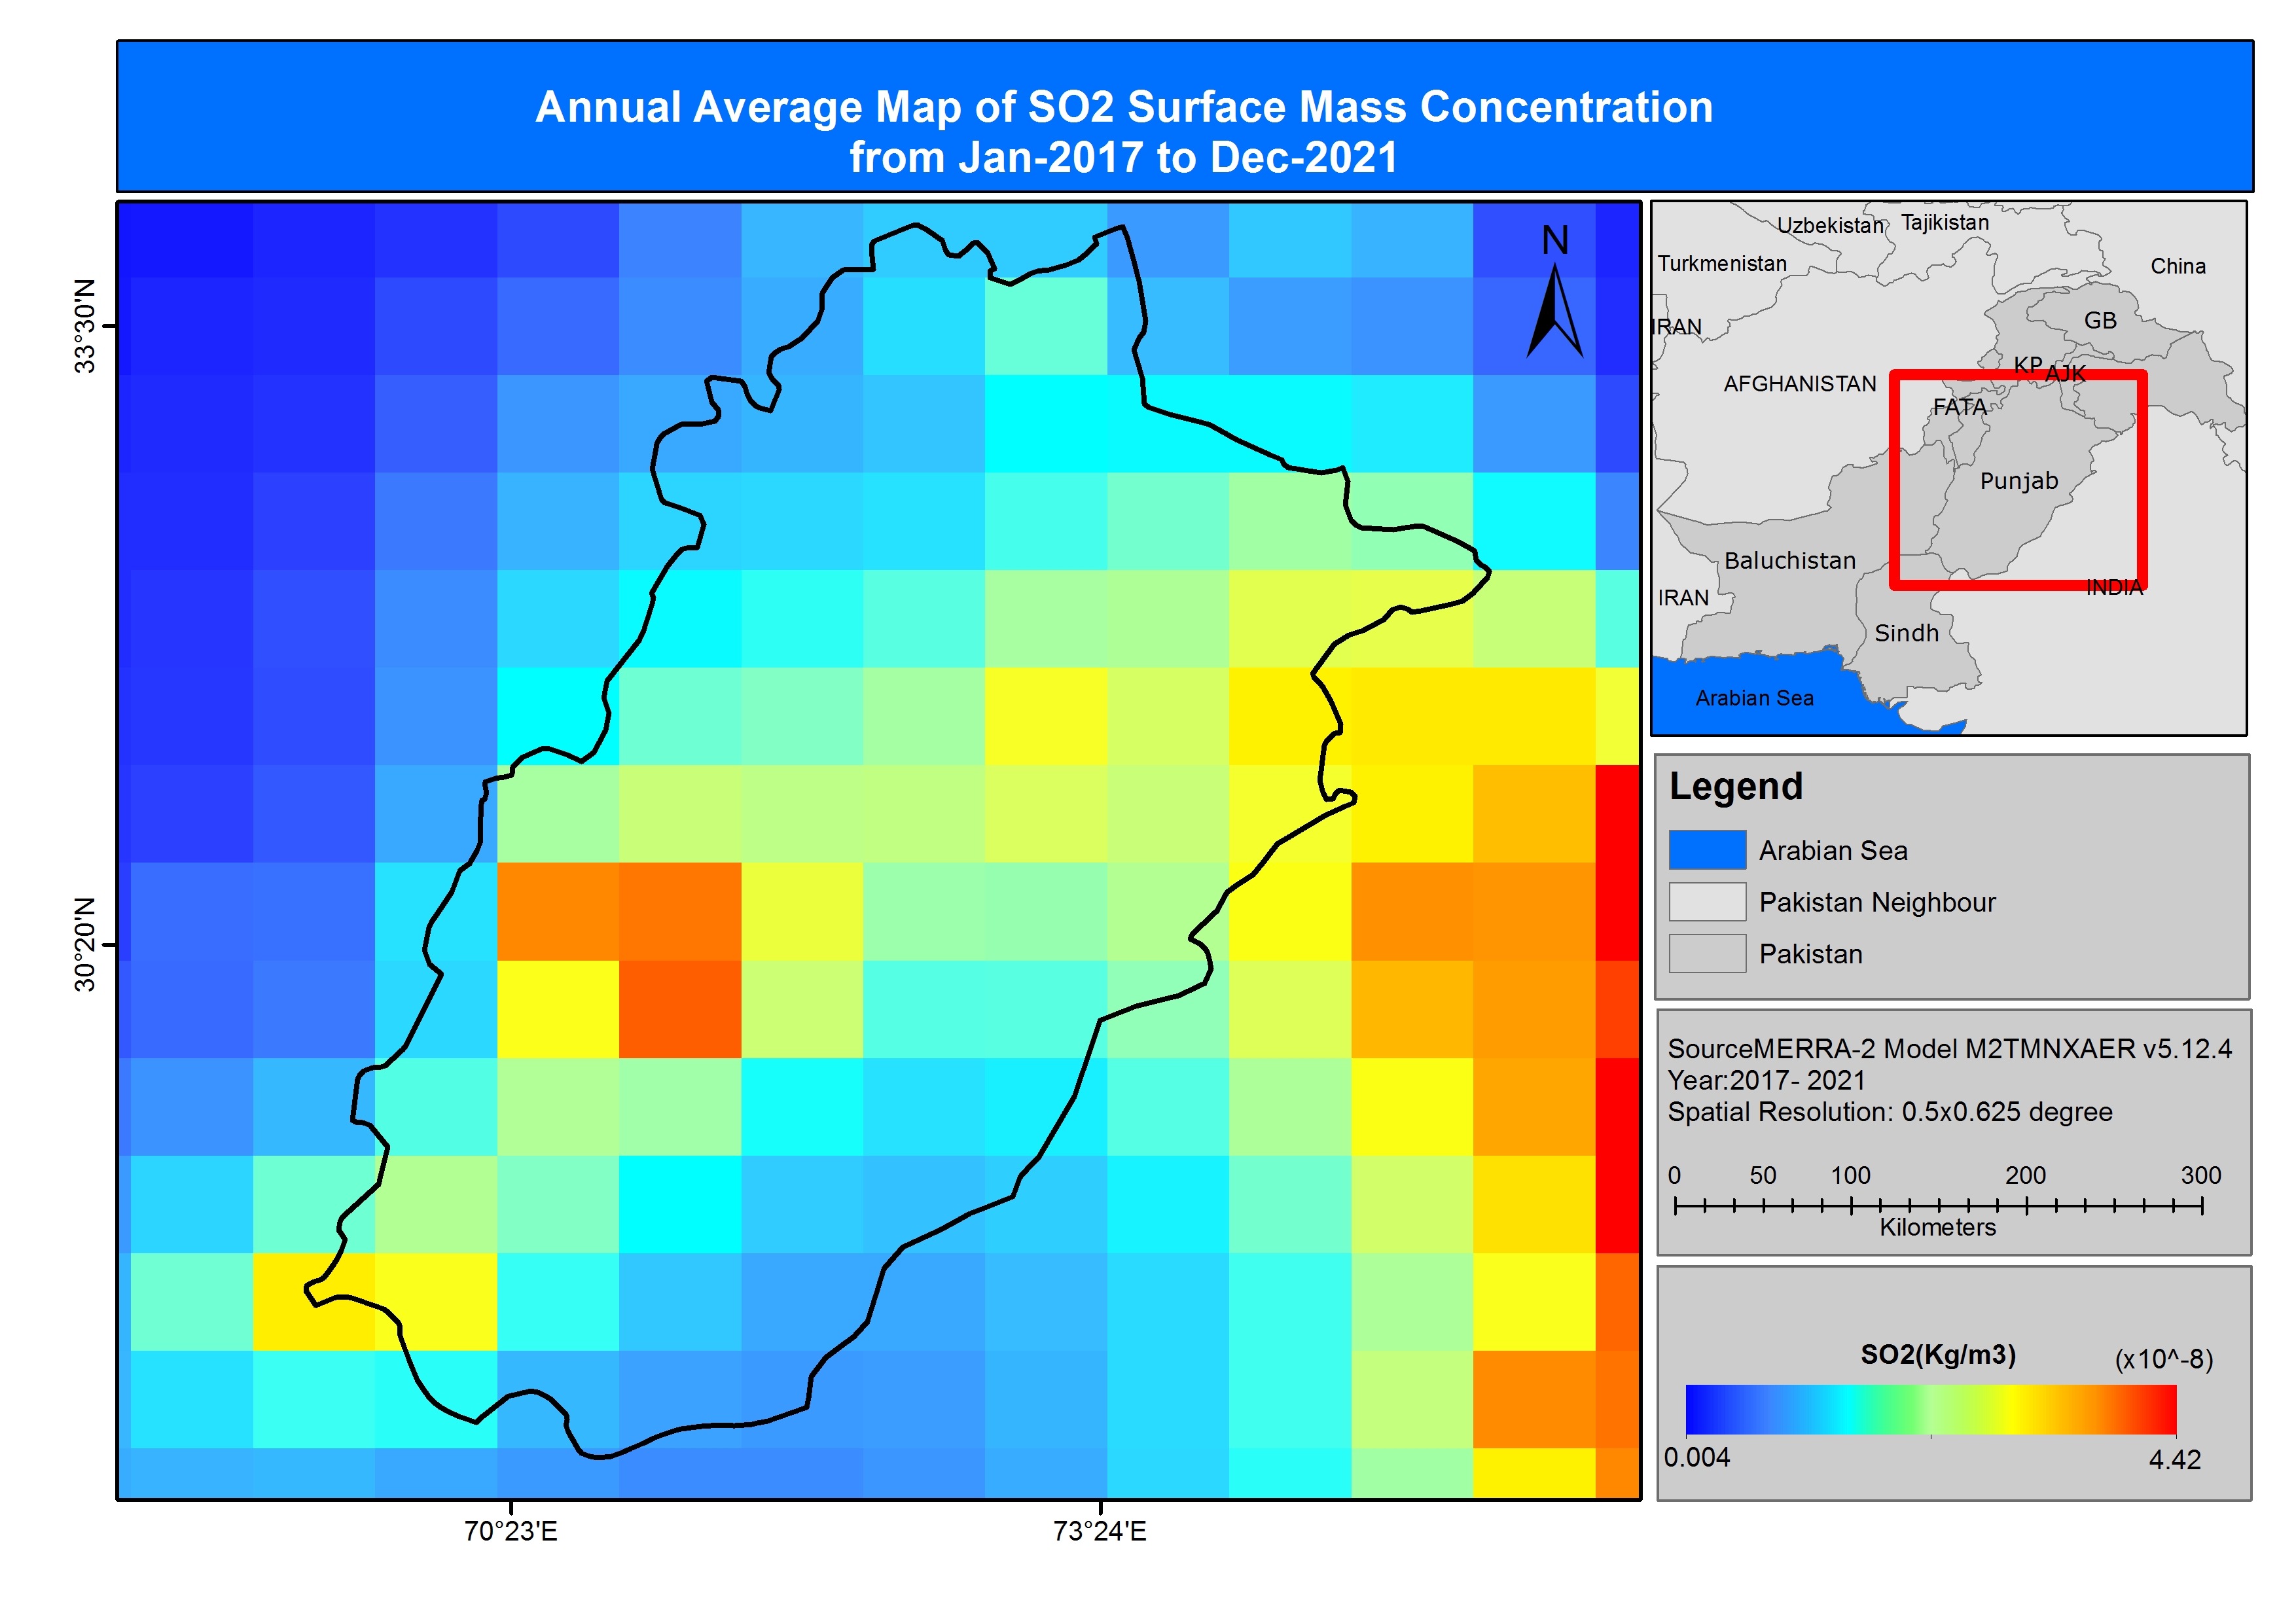 Annual Average Map of SO2 Surface Mass Concentration
from Jan-2017 to Dec-2021
N
33°30'N
30°20'N
70°23'E
73°24'E
Uzbekistan
Tajikistan
Turkmenistan
China
IRAN
GB
KP
AJK
AFGHANISTAN
FATA
Punjab
Baluchistan
INDIA
IRAN
Sindh
Arabian Sea
Legend
Arabian Sea
Pakistan Neighbour
Pakistan
SourceMERRA-2 Model M2TMNXAER v5.12.4
Year:2017- 2021
Spatial Resolution: 0.5x0.625 degree
0 50 100 200 300
Kilometers
SO2(Kg/m3) (x10^-8)
0.004 4.42